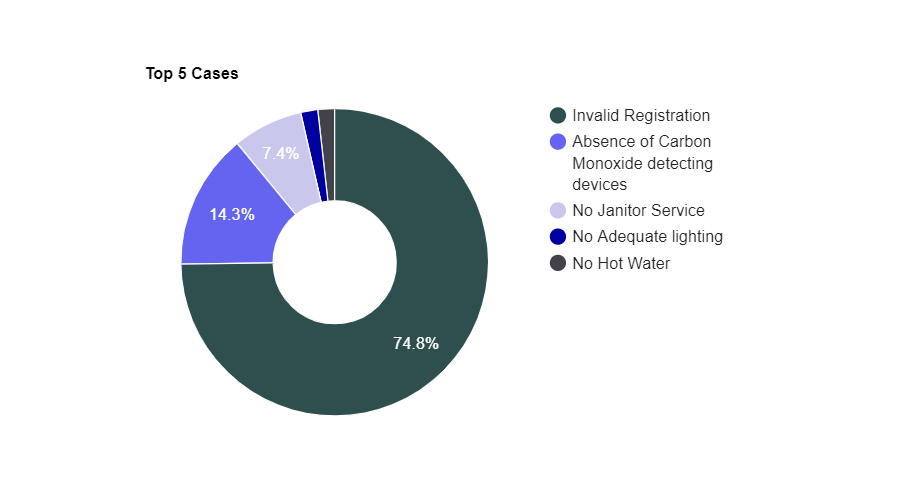 Top 5 Cases
7.4%
14.3%
74.8%
Invalid Registration
Absence of Carbon
Monoxide detecting
devices
No Janitor Service
No Adequate lighting
No Hot Water